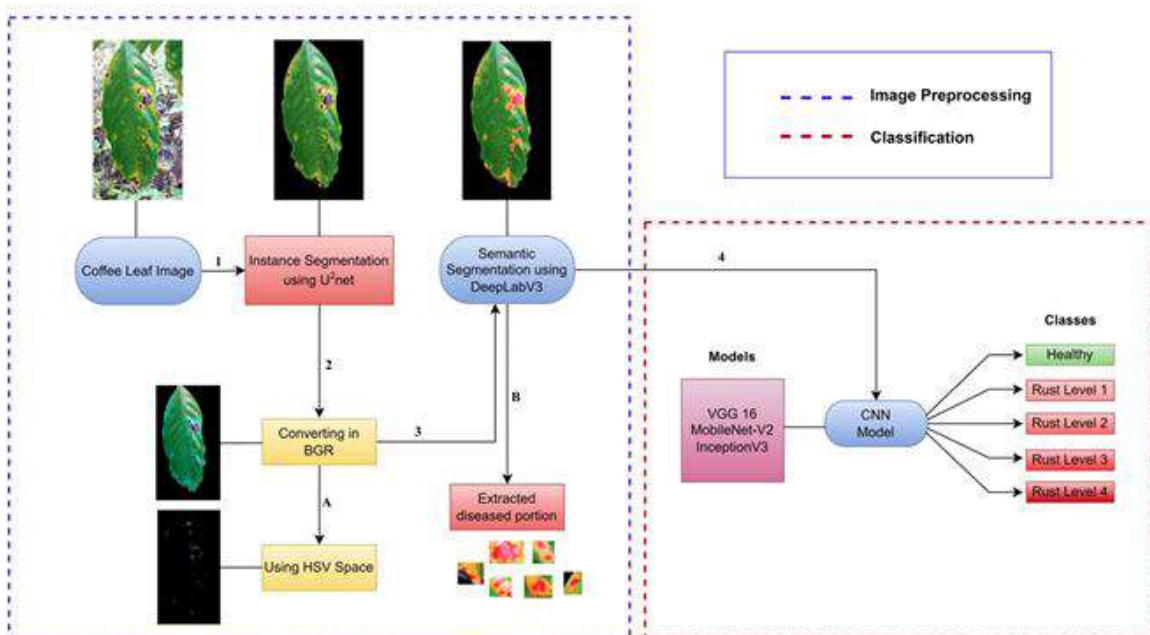 Image Preprocessing
Classification
Coffee Leaf Image
1
Instance Segmentation
using U²net
Semantic
Segmentation using
DeepLabV3
4
2
Converting in
BGR
3
B
A
Using HSV Space
Extracted
diseased portion
Models
VGG 16
MobileNet-V2
InceptionV3
CNN
Model
Classes
Healthy
Rust Level 1
Rust Level 2
Rust Level 3
Rust Level 4